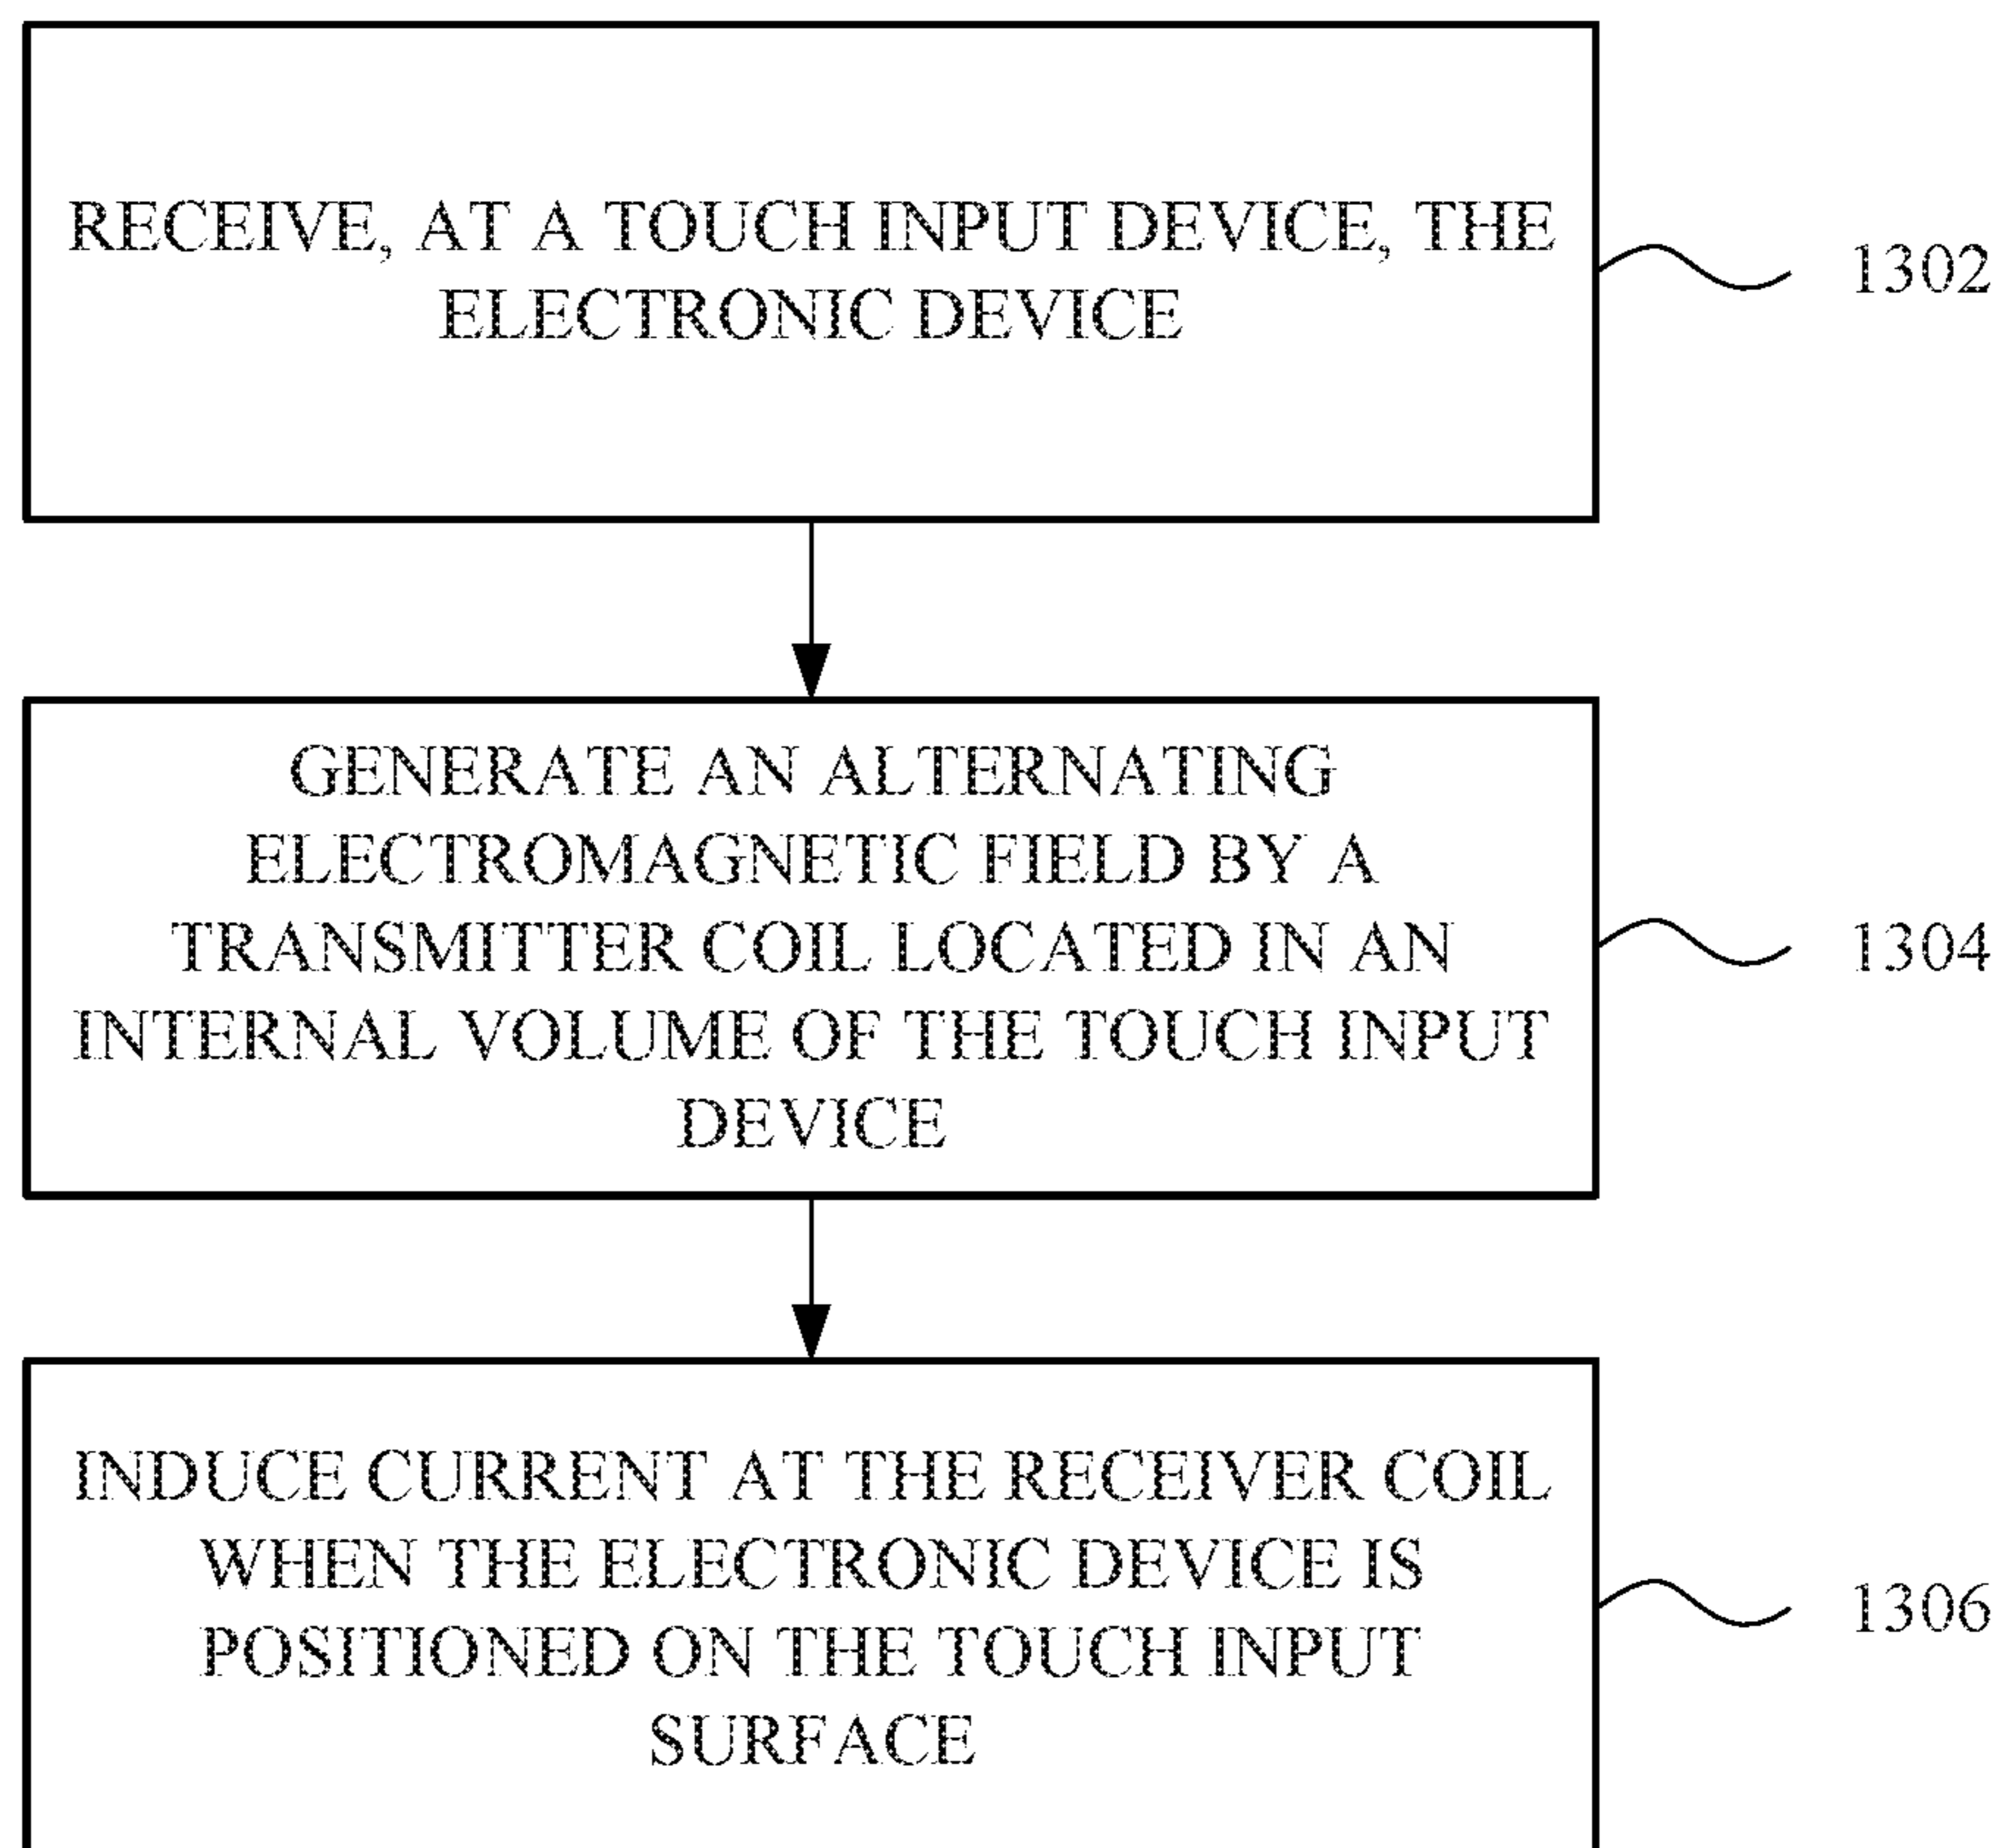 RECEIVE, AT A TOUCH INPUT DEVICE, THE
ELECTRONIC DEVICE
1302
GENERATE AN ALTERNATING
ELECTROMAGNETIC FIELD BY A
TRANSMITTER COIL LOCATED IN AN
INTERNAL VOLUME OF THE TOUCH INPUT
DEVICE
1304
INDUCE CURRENT AT THE RECEIVER COIL
WHEN THE ELECTRONIC DEVICE IS
POSITIONED ON THE TOUCH INPUT
SURFACE
1306